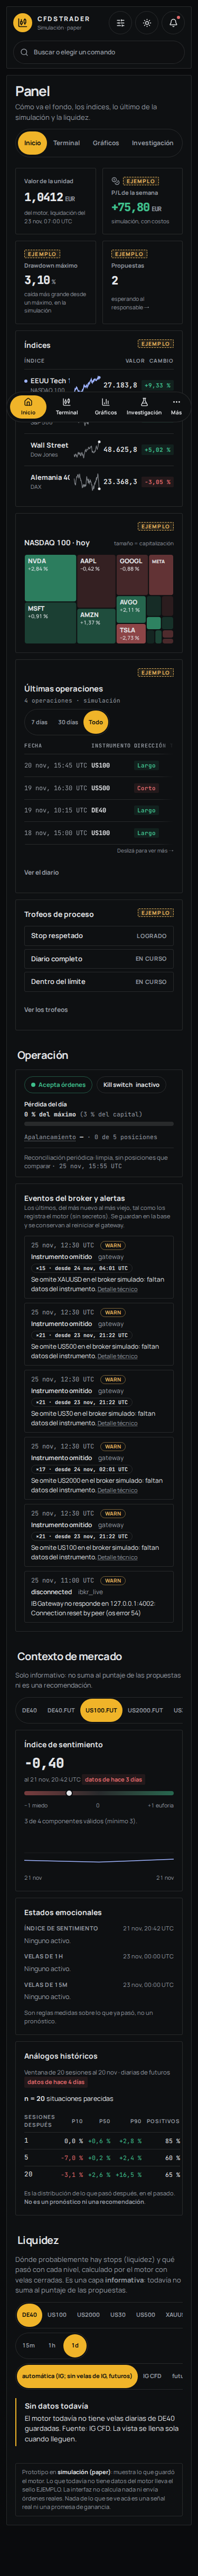 CFDSTRADER
Simulación · paper
Buscar o elegir un comando
Panel
Cómo va el fondo, los índices, lo último de la
simulación y la liquidez.
Inicio Terminal Gráficos Investigación
Valor de la unidad
1,0412 EUR
del motor, liquidación del
23 nov, 07:00 UTC
EJEMPLO
P/L de la semana
+75,80 EUR
simulación, con costes
EJEMPLO
Drawdown máximo
3,10 %
caída más grande desde
un máximo, en la
simulación
EJEMPLO
Propuestas
2
esperando al
responsable →
Índices EJEMPLO
ÍNDICE VALOR CAMBIO
EEUU Tech 27.183,8 +9,33 %
NASDAQ 100
Inicio Terminal Gráficos Investigación Más
Wall Street 48.625,8 +5,02 %
Dow Jones
Alemania 40 23.368,3 -3,05 %
DAX
EJEMPLO
NASDAQ 100 · hoy tamaño = capitalización
NVDA
+2,84 %
AAPL
-0,42 %
GOOGL
-0,88 %
META
MSFT
+0,91 %
AMZN
+1,37 %
AVGO
+2,11 %
TSLA
-2,73 %
EJEMPLO
Últimas operaciones
4 operaciones · simulación
7 días 30 días Todo
FECHA INSTRUMENTO DIRECCIÓN
20 nov, 15:45 UTC US100 Largo
19 nov, 16:30 UTC US500 Corto
19 nov, 10:15 UTC DE40 Largo
18 nov, 15:00 UTC US100 Largo
Deslizá para ver más →
Ver el diario
Trofeos de proceso EJEMPLO
Stop respetado LOGRADO
Diario completo EN CURSO
Dentro del límite EN CURSO
Ver los trofeos
Operación
Acepta órdenes Kill switch inactivo
Pérdida del día
0 % del máximo (3 % del capital)
Apalancamiento — · 0 de 5 posiciones
Reconciliación periódica: limpia, sin posiciones que
comparar · 25 nov, 15:55 UTC
Eventos del broker y alertas
Los últimos, del más nuevo al más viejo, tal como los
registra el motor (sin secretos). Se guardan en la base
y se conservan al reiniciar el gateway.
25 nov, 12:30 UTC WARN
Instrumento omitido gateway
×15 · desde 24 nov, 04:01 UTC
Se omite XAUUSD en el broker simulado: faltan
datos del instrumento. Detalle técnico
25 nov, 12:30 UTC WARN
Instrumento omitido gateway
×21 · desde 23 nov, 21:22 UTC
Se omite US500 en el broker simulado: faltan
datos del instrumento. Detalle técnico
25 nov, 12:30 UTC WARN
Instrumento omitido gateway
×21 · desde 23 nov, 21:22 UTC
Se omite US30 en el broker simulado: faltan
datos del instrumento. Detalle técnico
25 nov, 12:30 UTC WARN
Instrumento omitido gateway
×17 · desde 24 nov, 02:01 UTC
Se omite US2000 en el broker simulado: faltan
datos del instrumento. Detalle técnico
25 nov, 12:30 UTC WARN
Instrumento omitido gateway
×21 · desde 23 nov, 21:22 UTC
Se omite US100 en el broker simulado: faltan
datos del instrumento. Detalle técnico
25 nov, 11:00 UTC WARN
disconnected ibkr_live
IB Gateway no responde en 127.0.0.1:4002:
Connection reset by peer (os error 54)
Contexto de mercado
Solo informativo: no suma al puntaje de las propuestas
ni es una recomendación.
DE40 DE40.FUT US100.FUT US2000.FUT US
Índice de sentimiento
-0,40
al 21 nov, 20:42 UTC datos de hace 3 días
−1 miedo 0 +1 euforia
3 de 4 componentes válidos (mínimo 3).
21 nov 21 nov
Estados emocionales
ÍNDICE DE SENTIMIENTO 21 nov, 20:42 UTC
Ninguno activo.
VELAS DE 1 H 23 nov, 00:00 UTC
Ninguno activo.
VELAS DE 15 M 23 nov, 00:00 UTC
Ninguno activo.
Son reglas medidas sobre lo que ya pasó, no un
pronóstico.
Análogos históricos
Ventana de 20 sesiones al 20 nov · diarias de futuros
datos de hace 4 días
n = 20 situaciones parecidas
SESIONES
DESPUÉS P10 P50 P90 POSITIVOS
1 0,0 % +0,6 % +2,8 % 85 %
5 -7,0 % +0,2 % +2,4 % 60 %
20 -3,1 % +2,6 % +16,5 % 65 %
Es la distribución de lo que pasó después, en el pasado.
No es un pronóstico ni una recomendación.
Liquidez
Dónde probablemente hay stops (liquidez) y qué
pasó con cada nivel, calculado por el motor con
velas cerradas. Es una capa informativa: todavía no
suma al puntaje de las propuestas.
DE40 US100 US2000 US30 US500 XAUUS
15m 1h 1d
automática (IG; sin velas de IG, futuros) IG CFD futu
Sin datos todavía
El motor todavía no tiene velas diarias de DE40
guardadas. Fuente: IG CFD. La vista se llena sola
cuando lleguen.
Prototipo en simulación (paper): muestra lo que guardó
el motor. Lo que todavía no tiene datos del motor lleva el
sello EJEMPLO. La interfaz no calcula nada ni envía
órdenes reales. Nada de lo que se ve acá es una señal
real ni una promesa de ganancia.